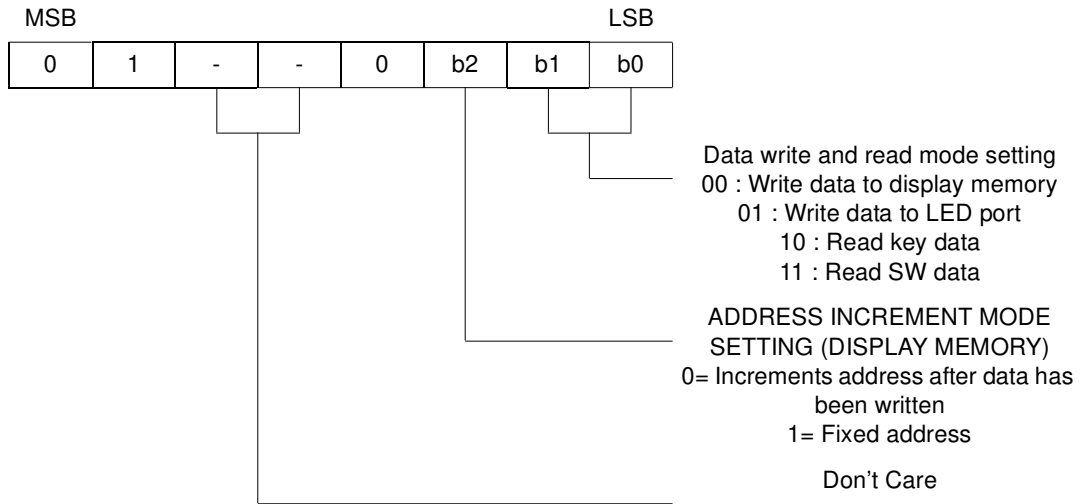 MSB LSB
0 1 - - 0 b2 b1 b0
Data write and read mode setting
00 : Write data to display memory
01 : Write data to LED port
10 : Read key data
11 : Read SW data
ADDRESS INCREMENT MODE
SETTING (DISPLAY MEMORY)
0= Increments address after data has
been written
1= Fixed address
Don't Care